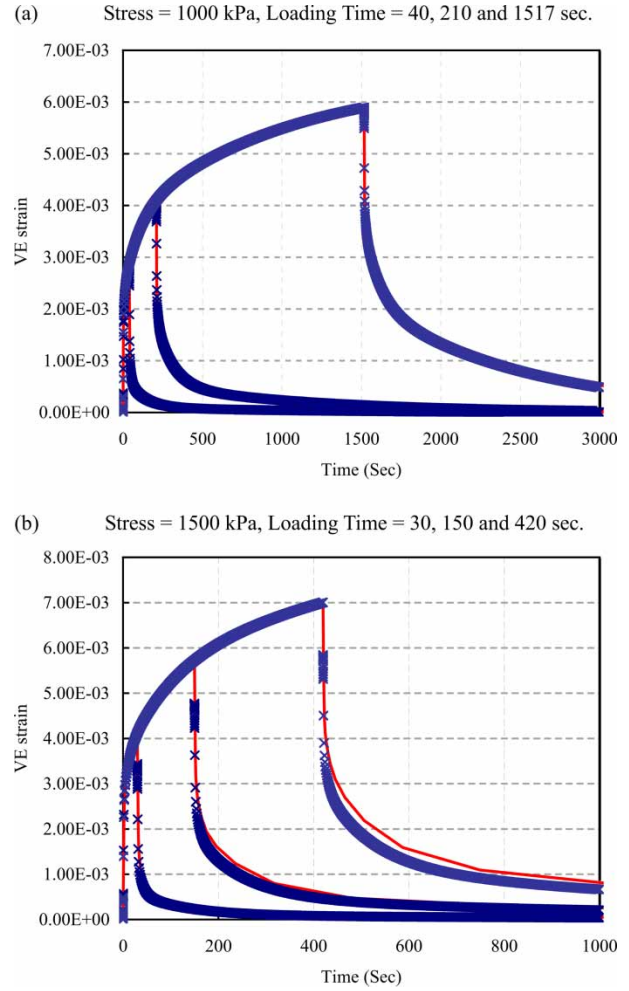 (a) Stress = 1000 kPa, Loading Time = 40, 210 and 1517 sec.
7.00E-03
6.00E-03
5.00E-03
4.00E-03
3.00E-03
2.00E-03
1.00E-03
0.00E+00
VE strain
0 500 1000 1500 2000 2500 3000
Time (Sec)
(b) Stress = 1500 kPa, Loading Time = 30, 150 and 420 sec.
8.00E-03
7.00E-03
6.00E-03
5.00E-03
4.00E-03
3.00E-03
2.00E-03
1.00E-03
0.00E+00
VE strain
0 200 400 600 800 1000
Time (Sec)